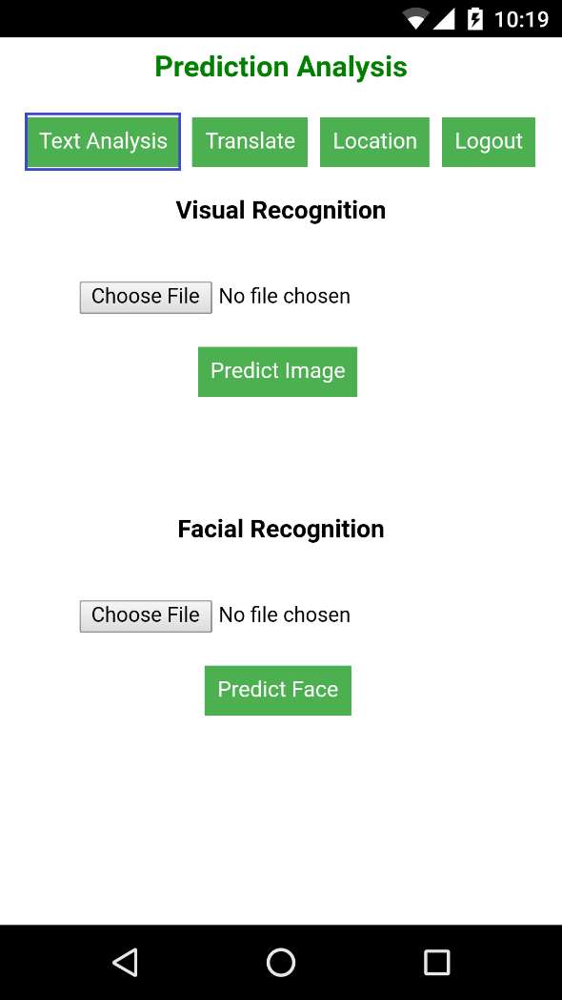 10:19
Prediction Analysis
Text Analysis Translate Location Logout
Visual Recognition
Choose File No file chosen
Predict Image
Facial Recognition
Choose File No file chosen
Predict Face